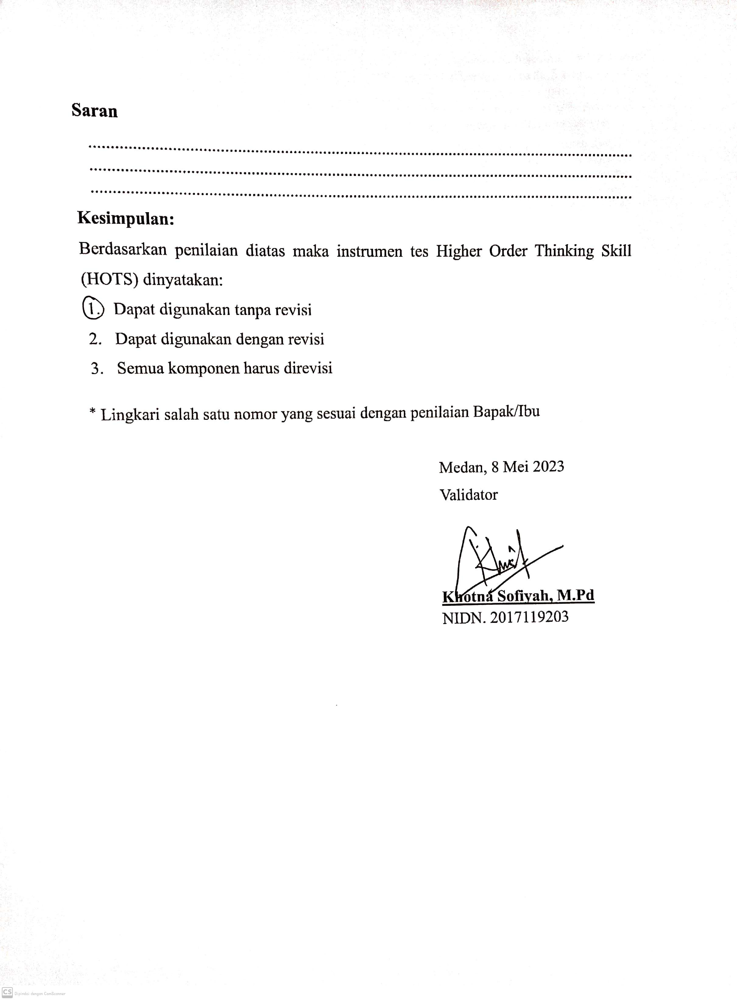 Saran
................................................................................
................................................................................
................................................................................
Kesimpulan:
Berdasarkan penilaian diatas maka instrumen tes Higher Order Thinking Skill
(HOTS) dinyatakan:
1. Dapat digunakan tanpa revisi
2. Dapat digunakan dengan revisi
3. Semua komponen harus direvisi
* Lingkari salah satu nomor yang sesuai dengan penilaian Bapak/Ibu
Medan, 8 Mei 2023
Validator
Khotna Sofiyah, M.Pd
NIDN. 2017119203
CS Dipindai dengan CamScanner